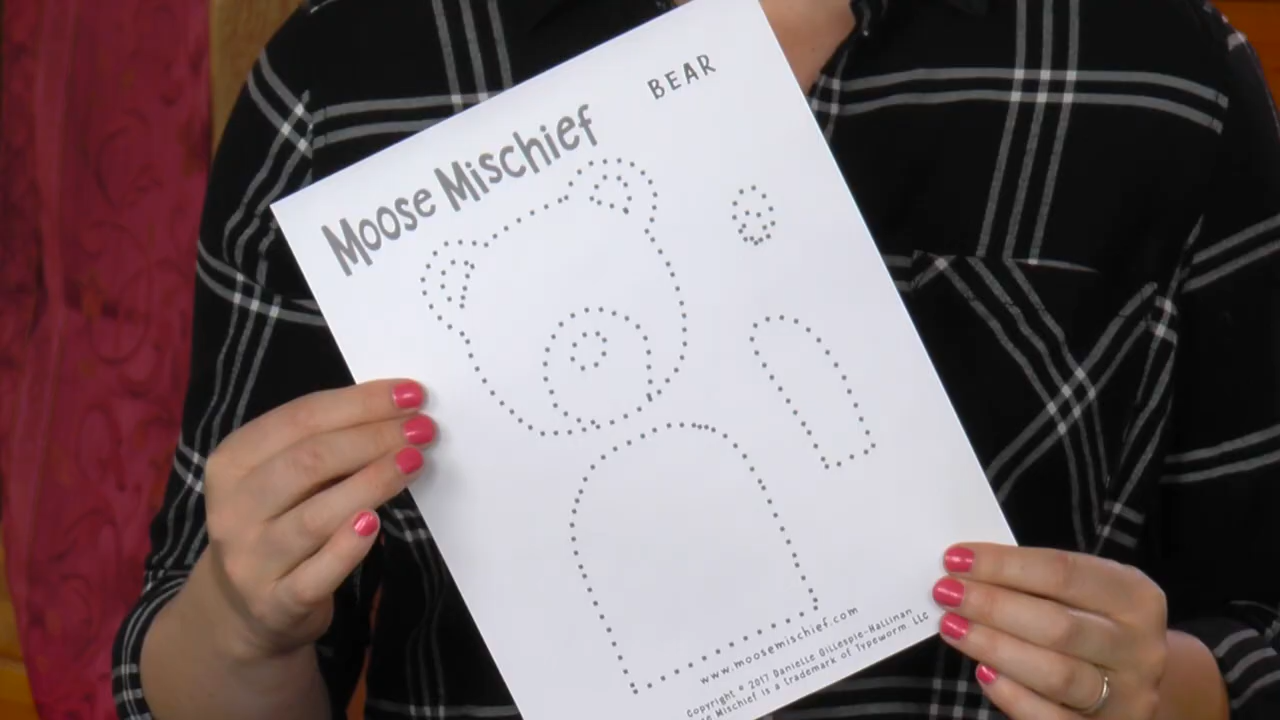 BEAR
Moose Mischief
www.moosemischief.com
Copyright © 2017 Danielle Gillespie-Hallinan
Mischief is a trademark of Typeworm, LLC